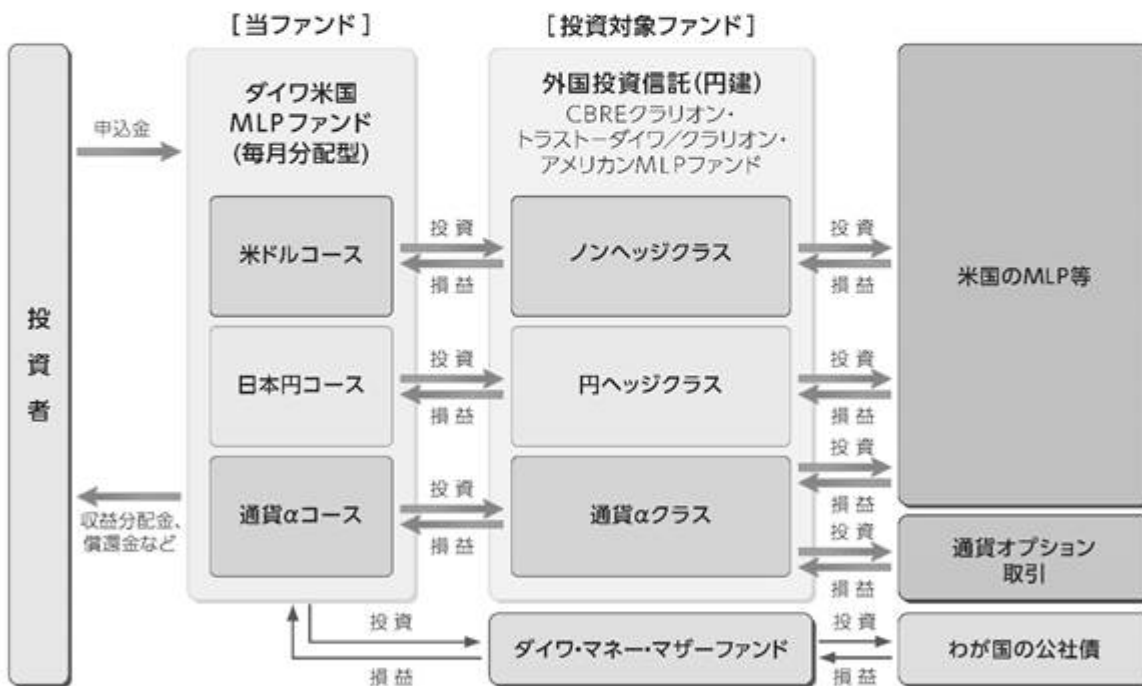 [当ファンド]
[投資対象ファンド]
投資者
申込金
収益分配金、
償還金など
ダイワ米国
MLPファンド
(毎月分配型)
米ドルコース
日本円コース
通貨αコース
投資
損益
投資
損益
投資
損益
外国投資信託(円建)
CBREクラリオン・
トラスト−ダイワ/クラリオン・
アメリカンMLPファンド
ノンヘッジクラス
円ヘッジクラス
通貨αクラス
投資
損益
投資
損益
投資
損益
投資
損益
米国のMLP等
通貨オプション
取引
投資
損益
ダイワ・マネー・マザーファンド
投資
損益
わが国の公社債